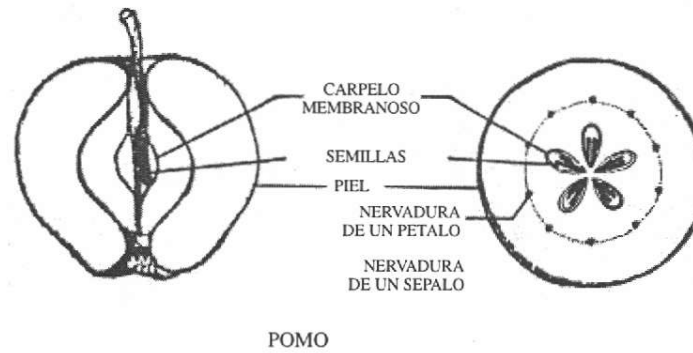 CARPELO
MEMBRANOSO
SEMILLAS
PIEL
NERVADURA
DE UN PETALO
NERVADURA
DE UN SEPALO
POMO